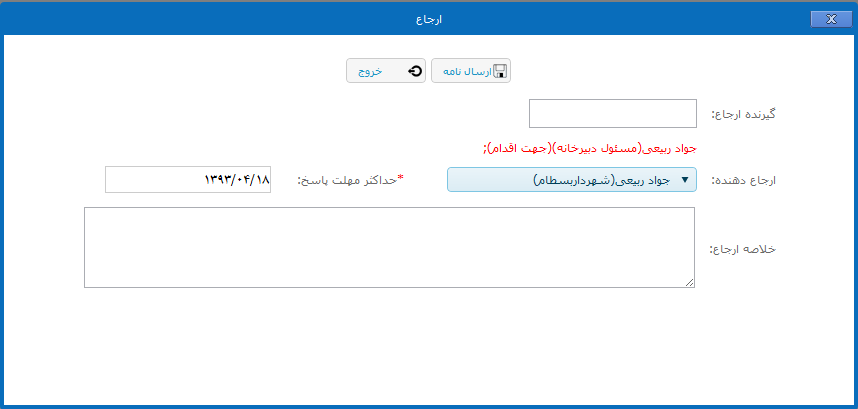 ارجاع
X
ارسال نامه
خروج
گیرنده ارجاع:
جواد ربیعی(مسئول دبیرخانه)(جهت اقدام);
ارجاع دهنده: جواد ربیعی(شهرداربسطام) *حداکثر مهلت پاسخ: ۱۳۹۳/۰۴/۱۸
خلاصه ارجاع: